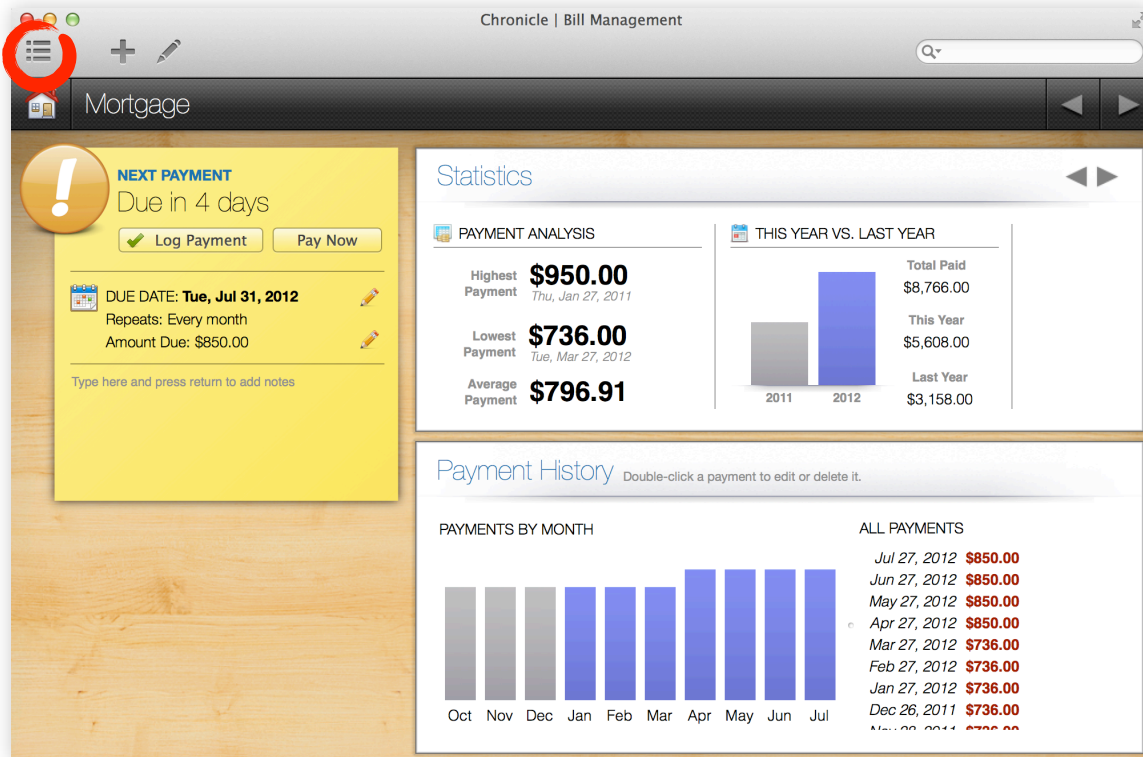 Chronicle | Bill Management
Mortgage
NEXT PAYMENT
Due in 4 days
Log Payment
Pay Now
DUE DATE: Tue, Jul 31, 2012
Repeats: Every month
Amount Due: $850.00
Type here and press return to add notes
Statistics
PAYMENT ANALYSIS
Highest Payment $950.00
Thu, Jan 27, 2011
Lowest Payment $736.00
Tue, Mar 27, 2012
Average Payment $796.91
THIS YEAR VS. LAST YEAR
2011 2012
Total Paid
$8,766.00
This Year
$5,608.00
Last Year
$3,158.00
Payment History Double-click a payment to edit or delete it.
PAYMENTS BY MONTH
Oct Nov Dec Jan Feb Mar Apr May Jun Jul
ALL PAYMENTS
Jul 27, 2012 $850.00
Jun 27, 2012 $850.00
May 27, 2012 $850.00
Apr 27, 2012 $850.00
Mar 27, 2012 $736.00
Feb 27, 2012 $736.00
Jan 27, 2012 $736.00
Dec 26, 2011 $736.00